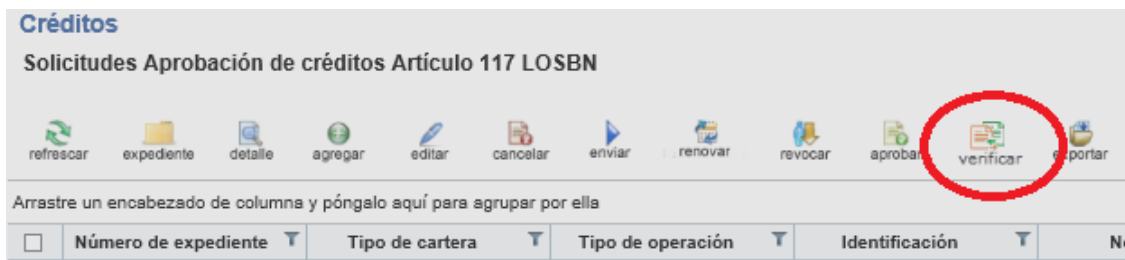 Créditos
Solicitudes Aprobación de créditos Artículo 117 LOSBN
refrescar expediente detalle agregar editar cancelar enviar renovar revocar aprobar verificar exportar
Arrastre un encabezado de columna y póngalo aquí para agrupar por ella
Número de expediente Tipo de cartera Tipo de operación Identificación